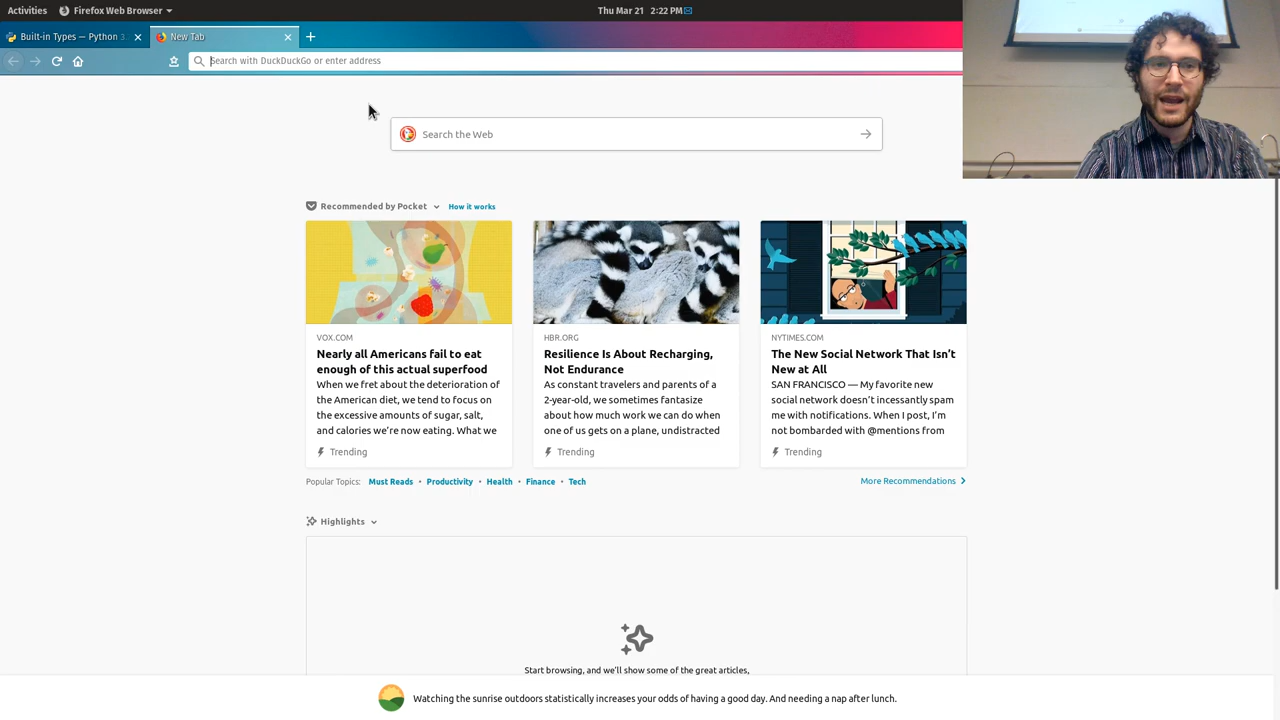 Activities
Firefox Web Browser
Thu Mar 21 2:22 PM
Built-in Types — Python 3.
New Tab
Search with DuckDuckGo or enter address
Search the Web
Recommended by Pocket
How it works
VOX.COM
Nearly all Americans fail to eat
enough of this actual superfood
When we fret about the deterioration of
the American diet, we tend to focus on
the excessive amounts of sugar, salt,
and calories we're now eating. What we
Trending
HBR.ORG
Resilience Is About Recharging,
Not Endurance
As constant travelers and parents of a
2-year-old, we sometimes fantasize
about how much work we can do when
one of us gets on a plane, undistracted
Trending
NYTIMES.COM
The New Social Network That Isn't
New at All
SAN FRANCISCO — My favorite new
social network doesn't incessantly spam
me with notifications. When I post, I'm
not bombarded with @mentions from
Trending
Popular Topics: Must Reads • Productivity • Health • Finance • Tech
More Recommendations
Highlights
Start browsing, and we'll show some of the great articles,
Watching the sunrise outdoors statistically increases your odds of having a good day. And needing a nap after lunch.